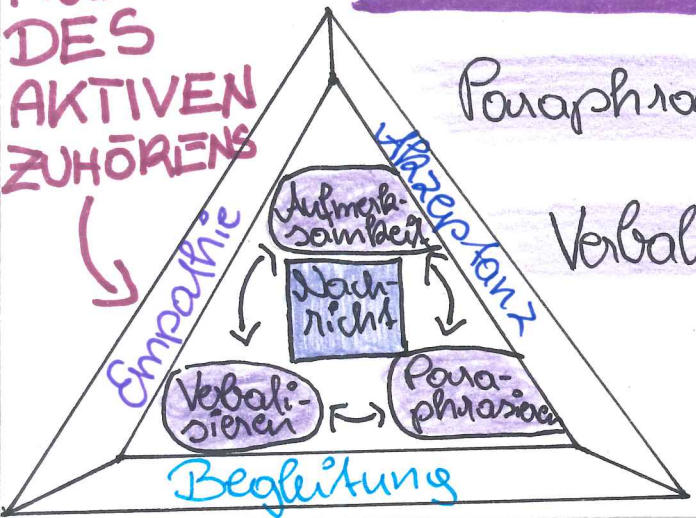 DES
AKTIVEN
ZUHÖRENS
Paraphra
Verbal
Empathie
Akzeptanz
Aufmerk-
samkeit
Nach-
richt
Verbali-
sieren
Para-
phrasieren
Begleitung